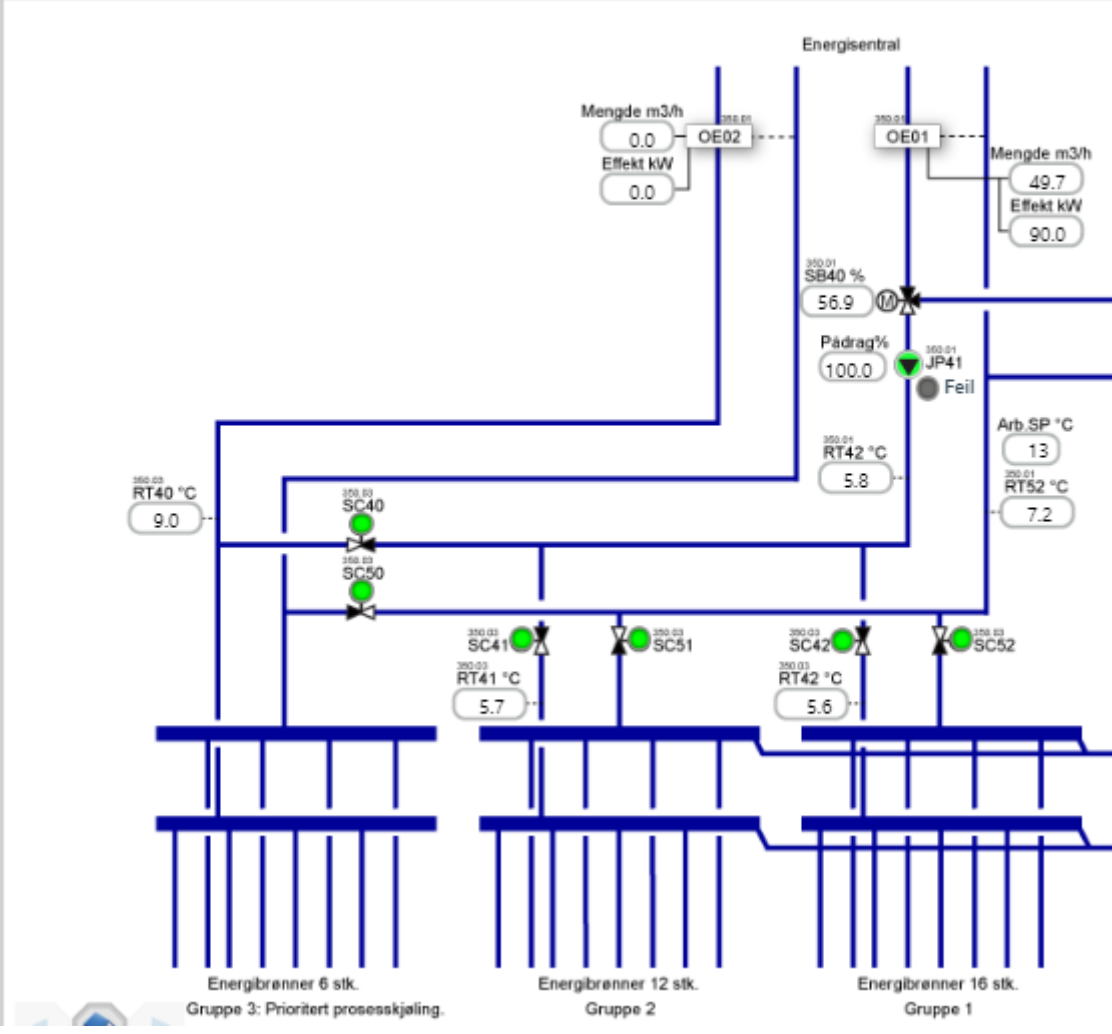 Energisentral
Mengde m3/h
0.0
350.01
OE02
Effekt kW
0.0
350.01
OE01
Mengde m3/h
49.7
Effekt kW
90.0
350.01
SB40 %
56.9
M
Pådrag%
100.0
350.01
JP41
Feil
Arb.SP °C
13
350.01
RT42 °C
5.8
350.01
RT52 °C
7.2
350.03
RT40 °C
9.0
350.03
SC40
350.03
SC50
350.03
SC41
350.03
SC51
350.03
SC42
350.03
SC52
350.03
RT41 °C
5.7
350.03
RT42 °C
5.6
Energibrønner 6 stk.
Gruppe 3: Prioritert prosesskjøling.
Energibrønner 12 stk.
Gruppe 2
Energibrønner 16 stk.
Gruppe 1